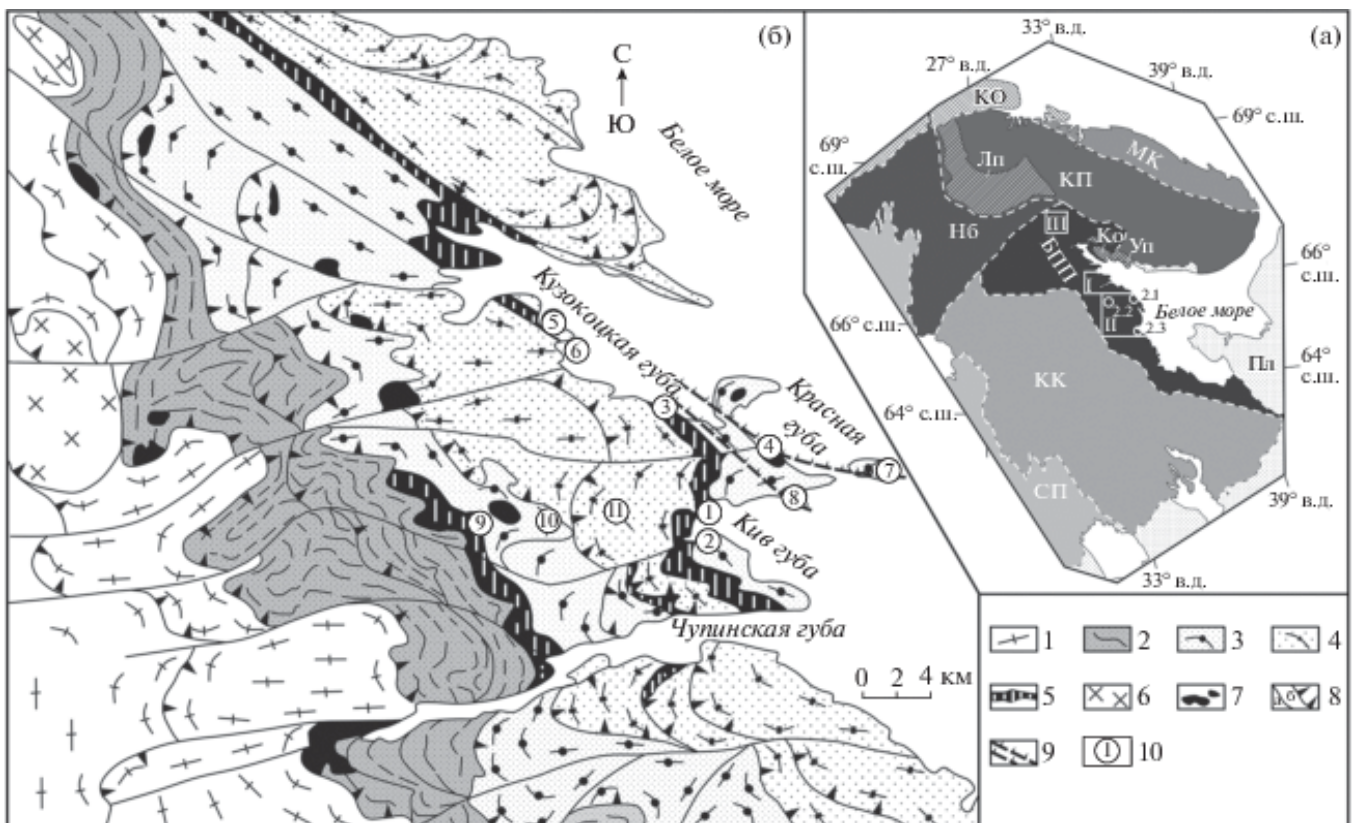 (б)
С
Ю
Белое море
Кузокоцкая губа
Красная губа
Кив губа
Чупинская губа
0 2 4 км
5
6
3
4
7
8
1
2
9
10
11
(а)
33° в.д.
27° в.д.
39° в.д.
69° с.ш.
69° с.ш.
КО
МК
Лп
КП
Нб
III
Ко
Уп
БПП
I
2.1
2.2
II
2.3
Белое море
66° с.ш.
66° с.ш.
64° с.ш.
64° с.ш.
Пл
КК
СП
39° в.д.
33° в.д.
1
2
3
4
5
6
7
8
9
1
10